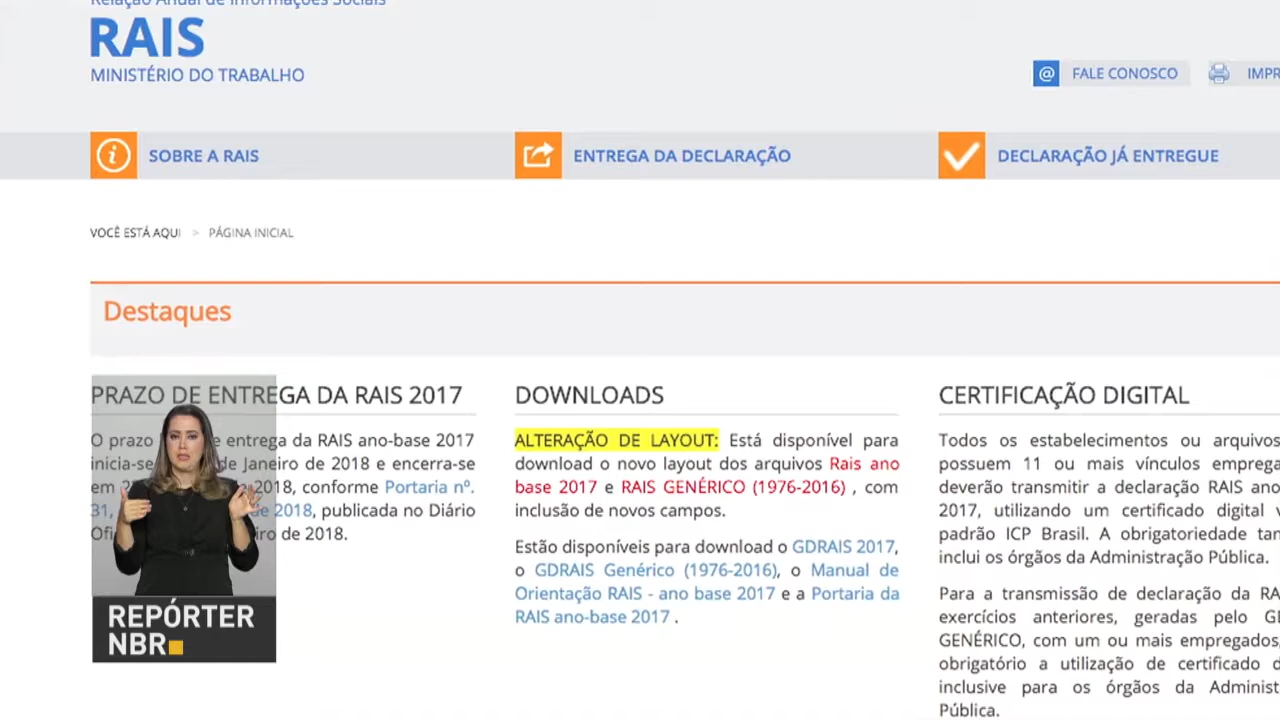 Relação Anual de Informações Sociais
RAIS
MINISTÉRIO DO TRABALHO
@ FALE CONOSCO
IMPR
SOBRE A RAIS
ENTREGA DA DECLARAÇÃO
DECLARAÇÃO JÁ ENTREGUE
VOCÊ ESTÁ AQUI > PÁGINA INICIAL
Destaques
PRAZO DE ENTREGA DA RAIS 2017
O prazo de entrega da RAIS ano-base 2017
inicia-se de Janeiro de 2018 e encerra-se
em 2018, conforme Portaria nº.
31, de 2018, publicada no Diário
de 2018.
REPÓRTER
NBR
DOWNLOADS
ALTERAÇÃO DE LAYOUT: Está disponível para
download o novo layout dos arquivos Rais ano
base 2017 e RAIS GENÉRICO (1976-2016) , com
inclusão de novos campos.
Estão disponíveis para download o GDRAIS 2017,
o GDRAIS Genérico (1976-2016), o Manual de
Orientação RAIS - ano base 2017 e a Portaria da
RAIS ano-base 2017 .
CERTIFICAÇÃO DIGITAL
Todos os estabelecimentos ou arquivos
possuem 11 ou mais vínculos emprega
deverão transmitir a declaração RAIS ano
2017, utilizando um certificado digital v
padrão ICP Brasil. A obrigatoriedade tan
inclui os órgãos da Administração Pública.
Para a transmissão de declaração da RA
exercícios anteriores, geradas pelo GD
GENÉRICO, com um ou mais empregados,
obrigatório a utilização de certificado d
inclusive para os órgãos da Administ
Pública.